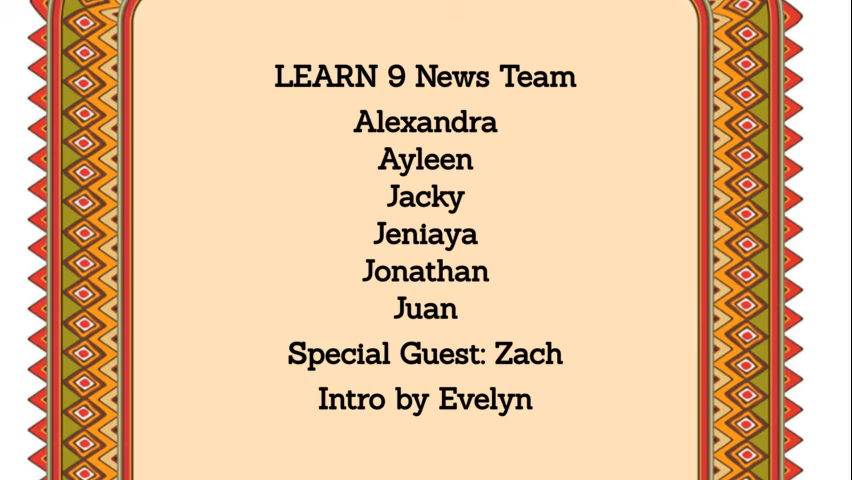 LEARN 9 News Team
Alexandra
Ayleen
Jacky
Jeniaya
Jonathan
Juan
Special Guest: Zach
Intro by Evelyn